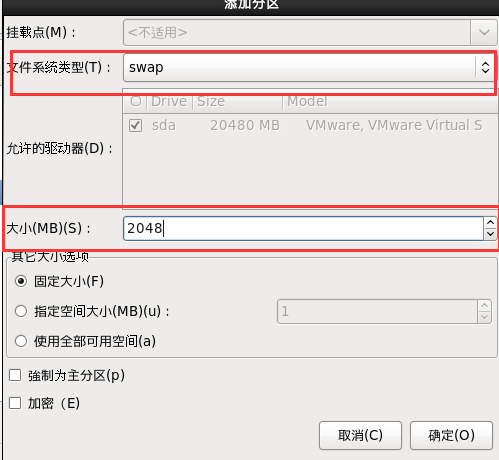 添加分区
挂载点(M)： <不适用>
文件系统类型(T)： swap
Drive Size Model
sda 20480 MB VMware, VMware Virtual S
允许的驱动器(D)：
大小(MB)(S)： 2048
其它大小选项
固定大小(F)
指定空间大小(MB)(u)： 1
使用全部可用空间(a)
強制为主分区(p)
加密（E)
取消(C) 确定(O)